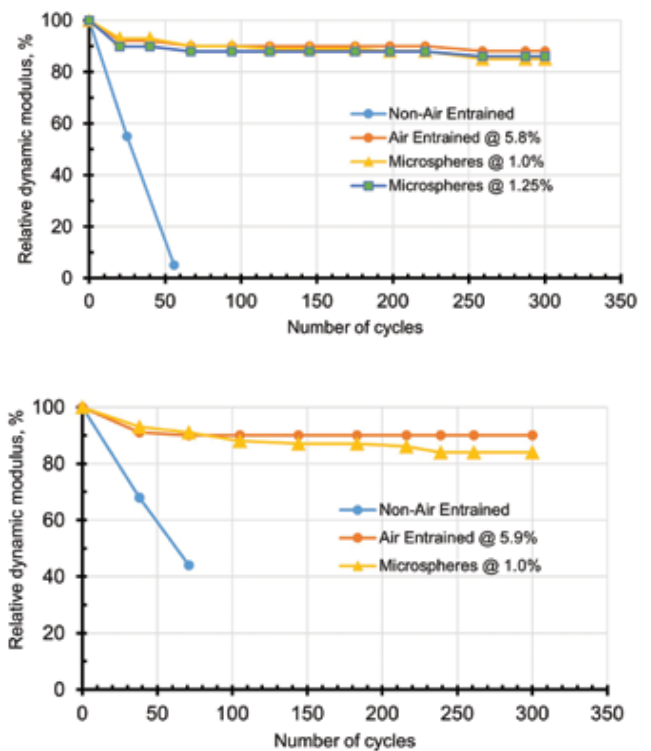 Relative dynamic modulus, %
100
80
60
40
20
0
Non-Air Entrained
Air Entrained @ 5.8%
Microspheres @ 1.0%
Microspheres @ 1.25%
0 50 100 150 200 250 300 350
Number of cycles
Relative dynamic modulus, %
100
80
60
40
20
0
Non-Air Entrained
Air Entrained @ 5.9%
Microspheres @ 1.0%
0 50 100 150 200 250 300 350
Number of cycles